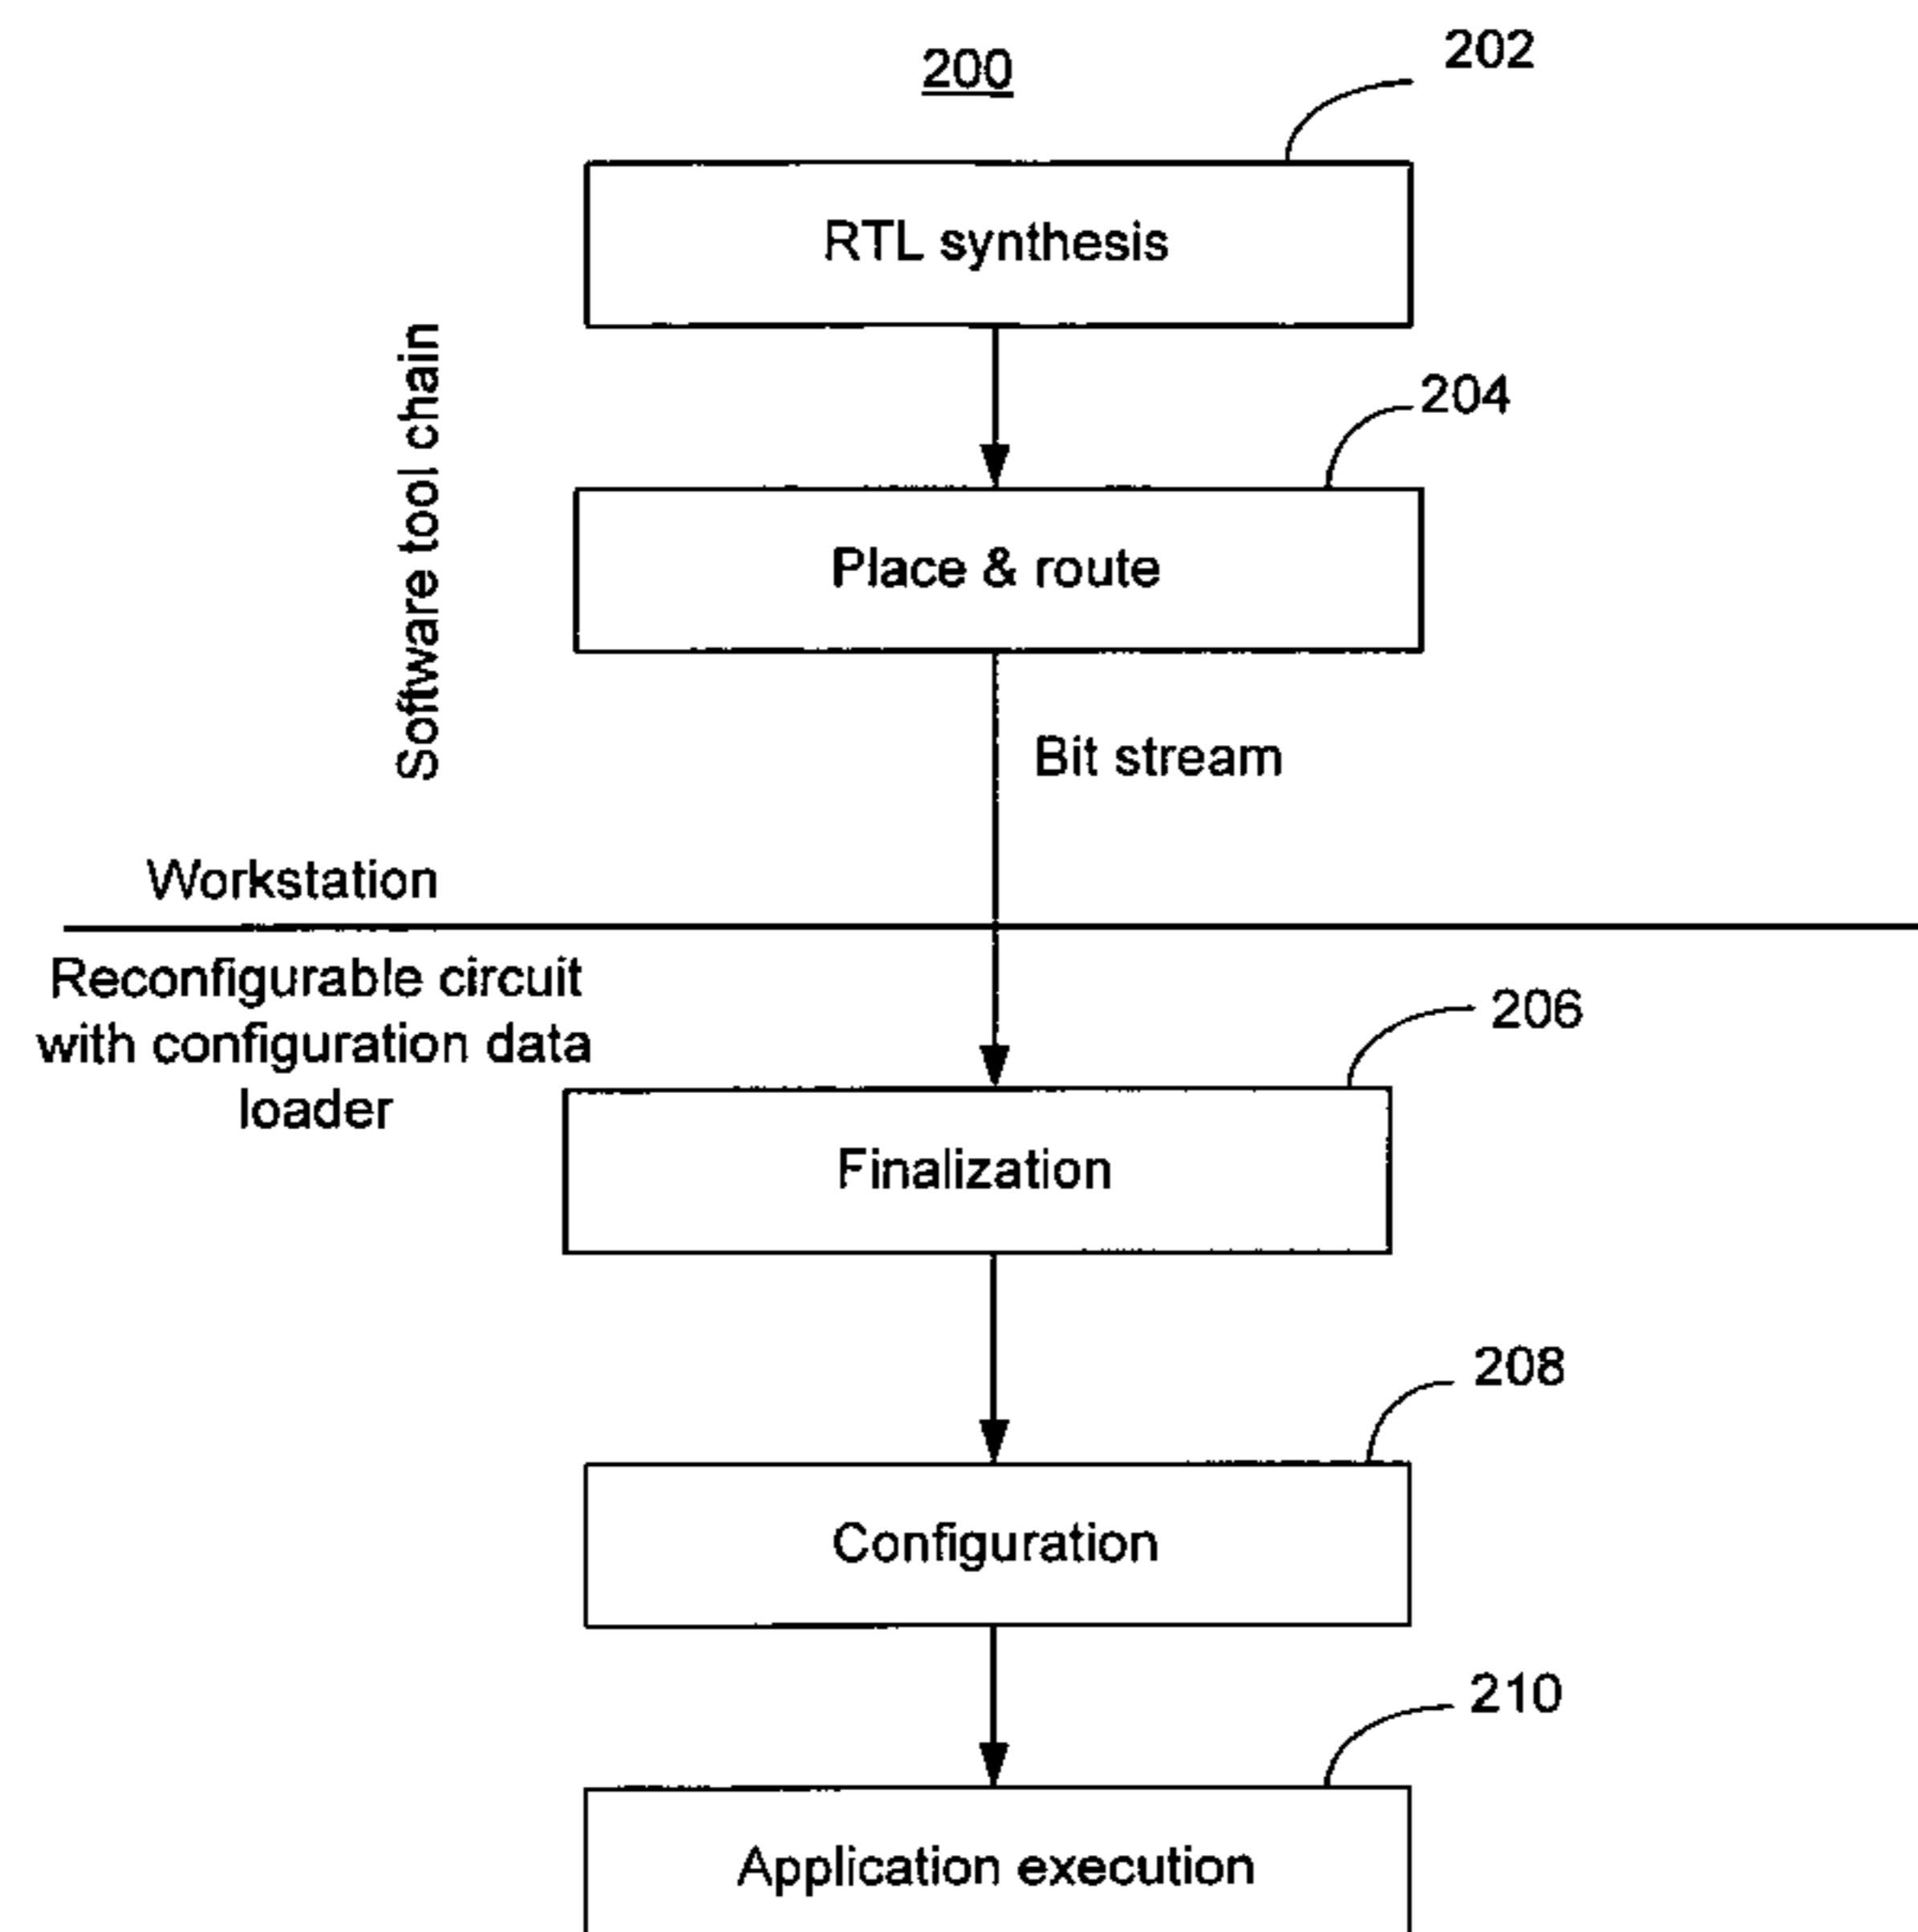 200
202
RTL synthesis
Software tool chain
204
Place & route
Bit stream
Workstation
Reconfigurable circuit
with configuration data
loader
206
Finalization
208
Configuration
210
Application execution